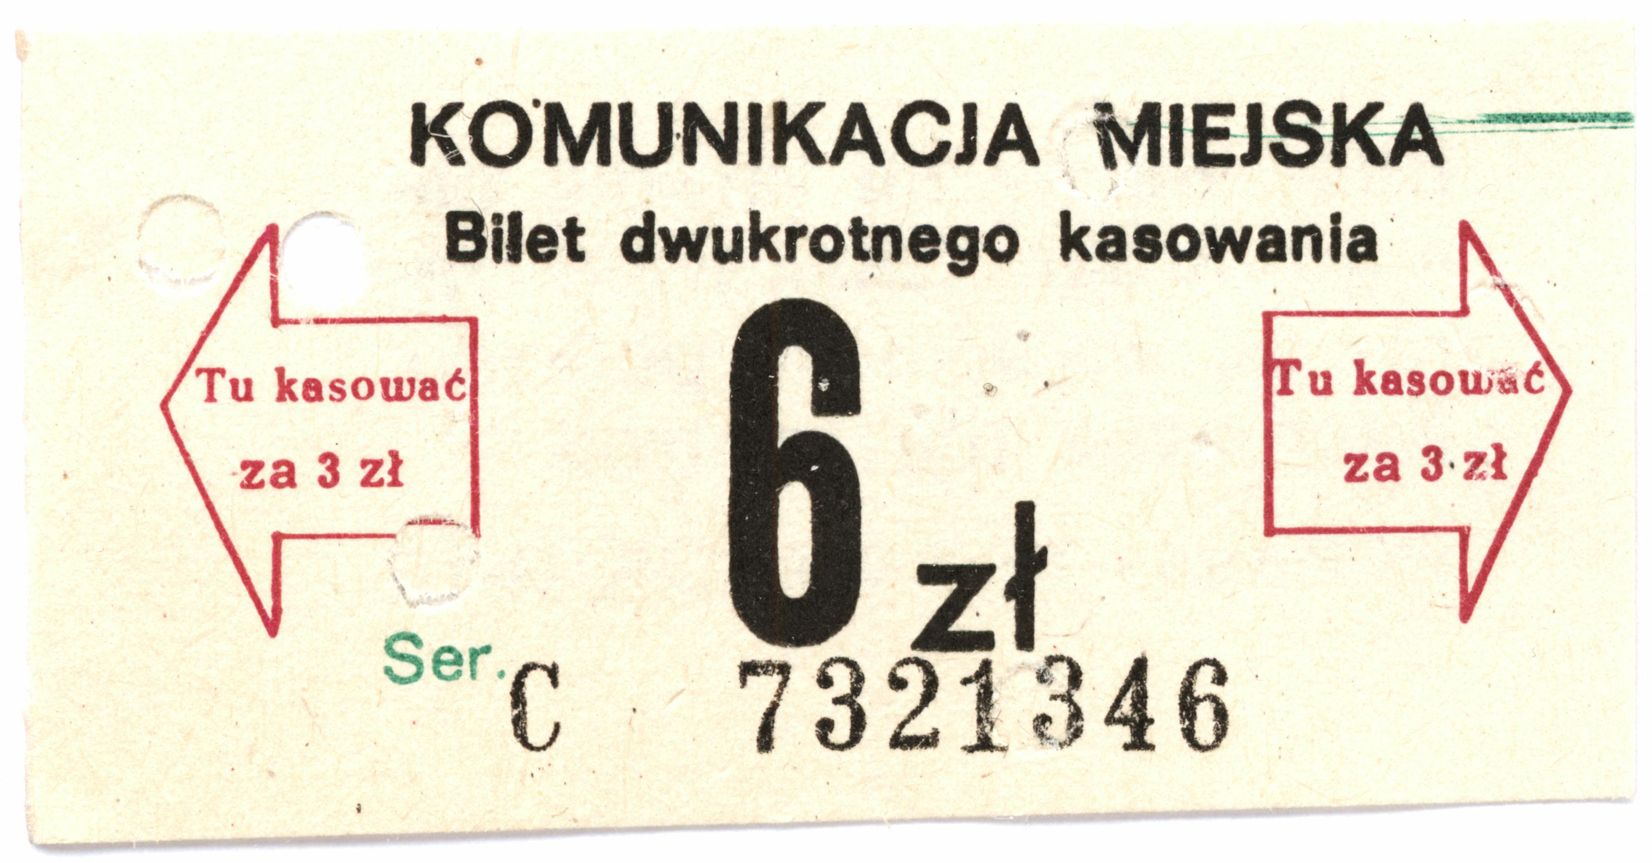 KOMUNIKACJA MIEJSKA
Bilet dwukrotnego kasowania
Tu kasować
za 3 zł
6 zł
Tu kasować
za 3 zł
Ser. C 7321346